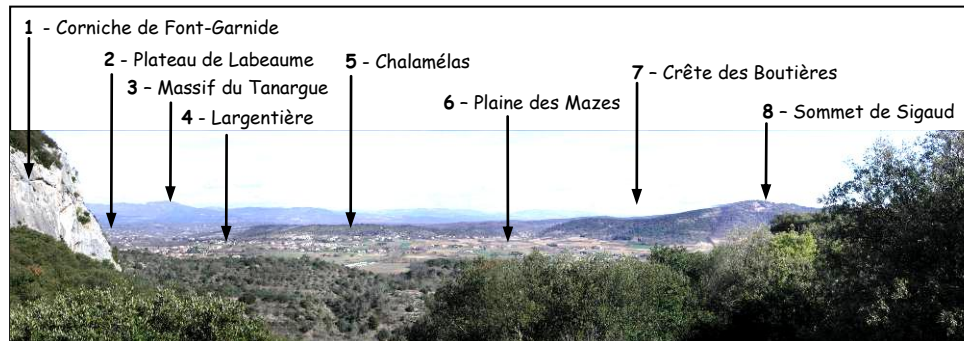 1 - Corniche de Font-Garnide
2 - Plateau de Labeaume
3 – Massif du Tanargue
4 - Largentière
5 - Chalamélas
6 – Plaine des Mazes
7 – Crête des Boutières
8 – Sommet de Sigaud